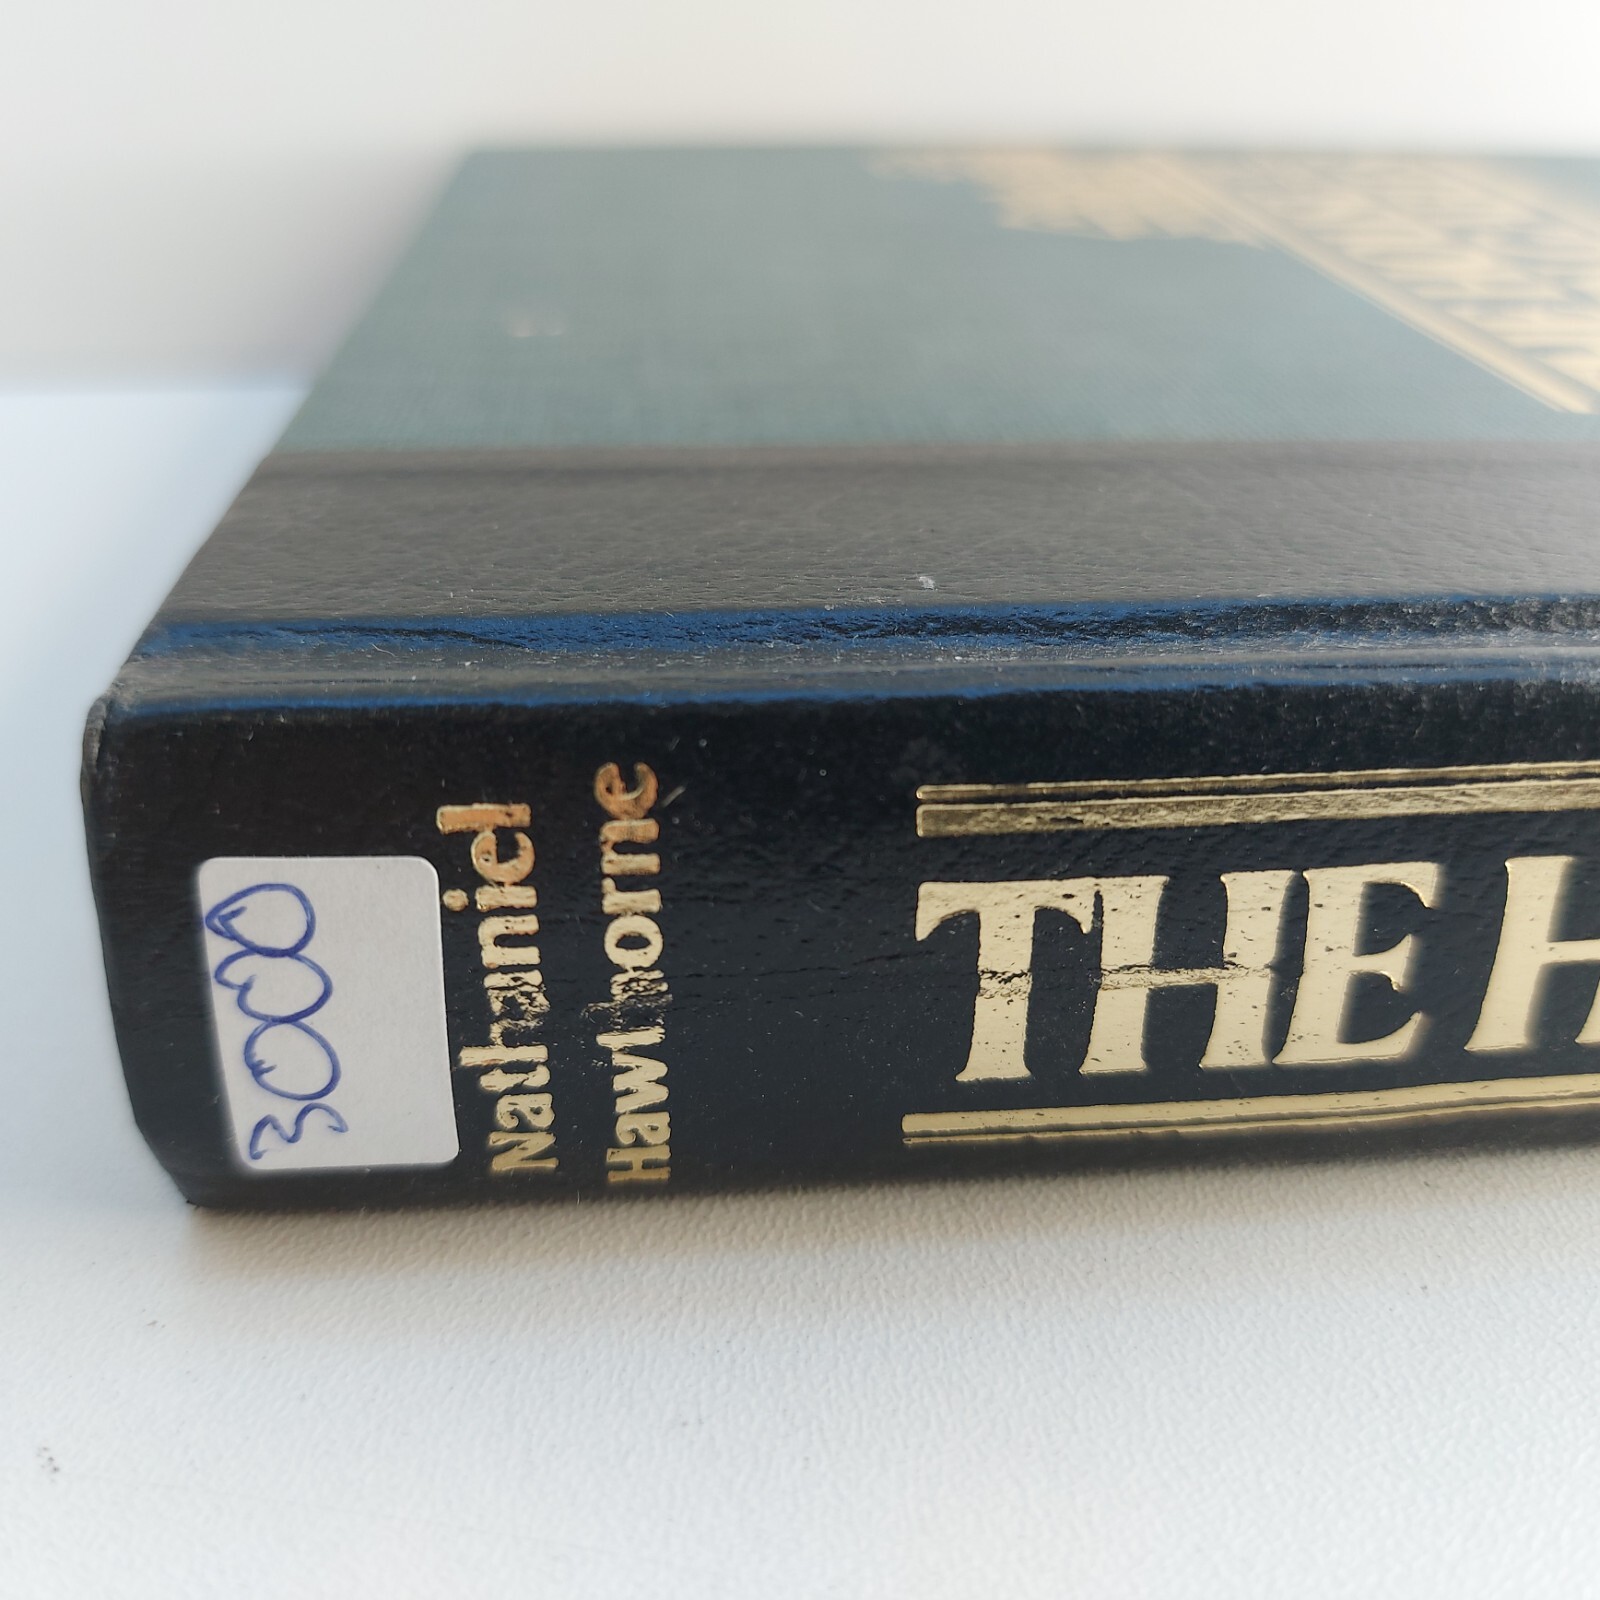 3000
Nathaniel
Hawthorne
THE H